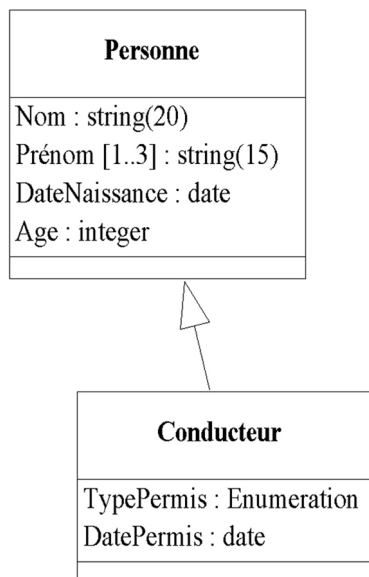 Personne
Nom : string(20)
Prénom [1..3] : string(15)
DateNaissance : date
Age : integer
Conducteur
TypePermis : Enumeration
DatePermis : date